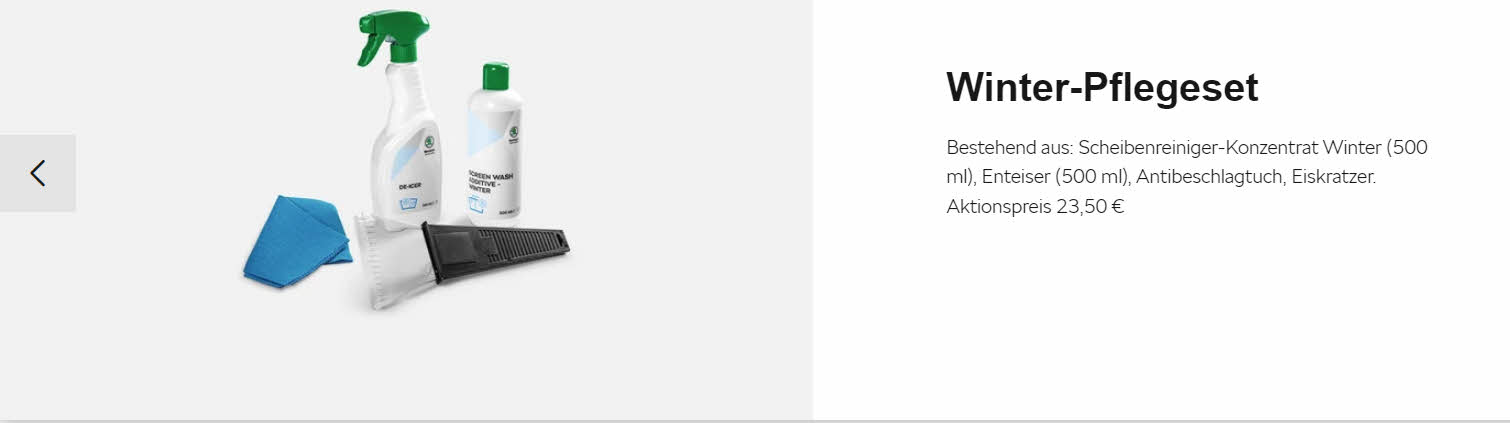 DE-ICER
SCREEN WASH
ADDITIVE -
WINTER
Winter-Pflegeset
Bestehend aus: Scheibenreiniger-Konzentrat Winter (500
ml), Enteiser (500 ml), Antibeschlagtuch, Eiskratzer.
Aktionspreis 23,50 €